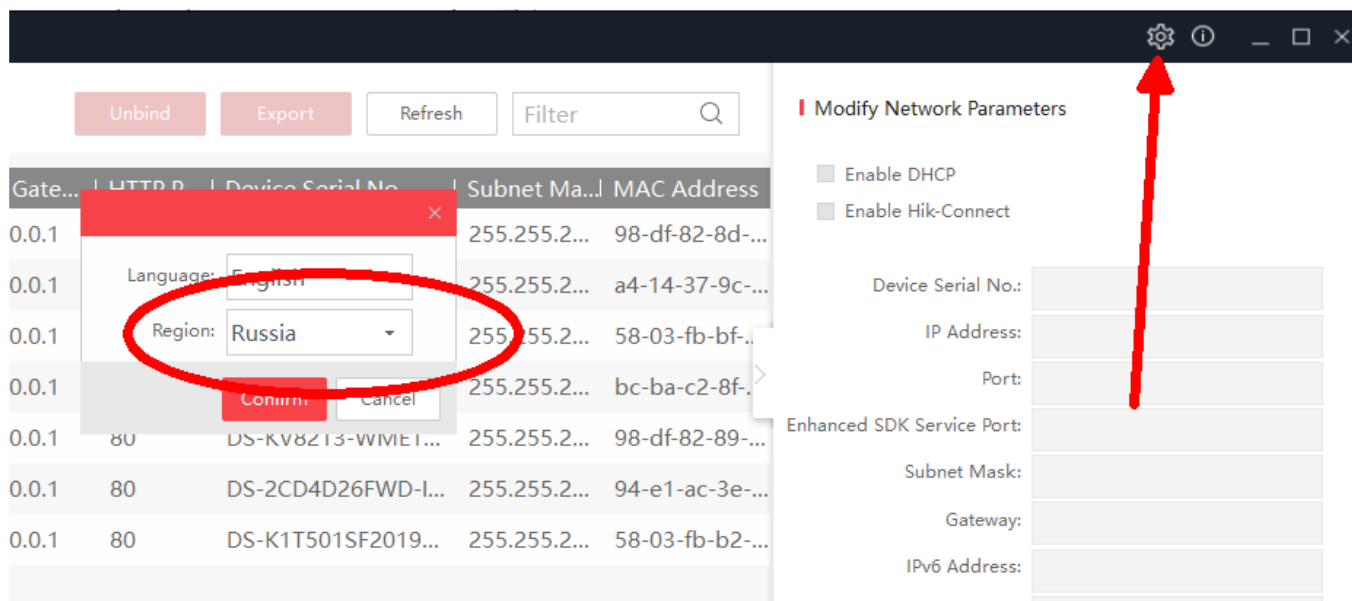 Unbind Export Refresh Filter
Modify Network Parameters
Enable DHCP
Enable Hik-Connect
Gate... HTTP P Device Serial No Subnet Ma... MAC Address
0.0.1 255.255.2... 98-df-82-8d-...
0.0.1 255.255.2... a4-14-37-9c-...
0.0.1 255.255.2... 58-03-fb-bf-..
0.0.1 255.255.2... bc-ba-c2-8f-.
0.0.1 80 DS-KV8213-WME1... 255.255.2... 98-df-82-89-...
0.0.1 80 DS-2CD4D26FWD-I... 255.255.2... 94-e1-ac-3e-...
0.0.1 80 DS-K1T501SF2019... 255.255.2... 58-03-fb-b2-...
Language: English
Region: Russia
Confirm Cancel
Device Serial No.:
IP Address:
Port:
Enhanced SDK Service Port:
Subnet Mask:
Gateway:
IPv6 Address: